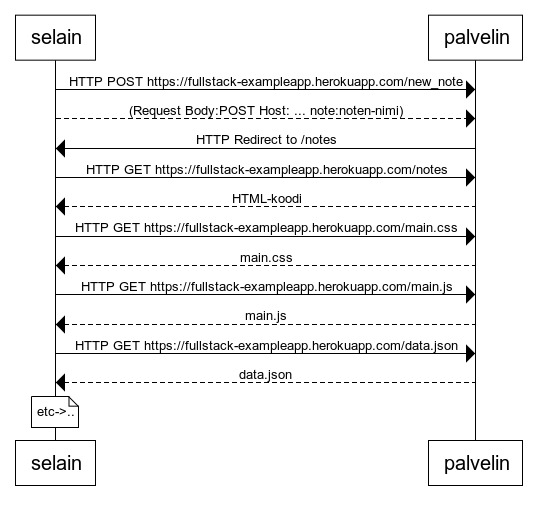 selain
palvelin
HTTP POST https://fullstack-exampleapp.herokuapp.com/new_note
(Request Body:POST Host: ... note:noten-nimi)
HTTP Redirect to /notes
HTTP GET https://fullstack-exampleapp.herokuapp.com/notes
HTML-koodi
HTTP GET https://fullstack-exampleapp.herokuapp.com/main.css
main.css
HTTP GET https://fullstack-exampleapp.herokuapp.com/main.js
main.js
HTTP GET https://fullstack-exampleapp.herokuapp.com/data.json
data.json
etc->..
selain
palvelin